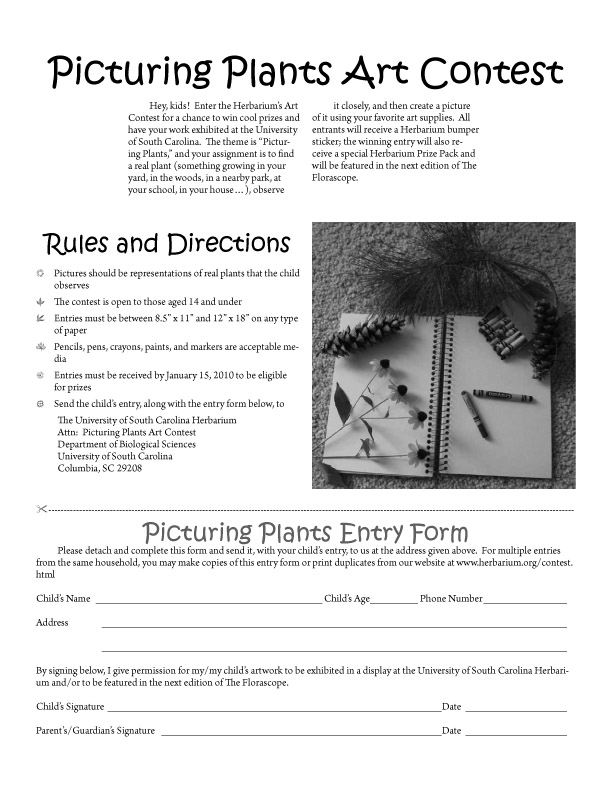 Picturing Plants Art Contest
Hey, kids!  Enter the Herbarium's Art
Contest for a chance to win cool prizes and
have your work exhibited at the University
of South Carolina.  The theme is "Pictur-
ing Plants," and your assignment is to find
a real plant (something growing in your
yard, in the woods, in a nearby park, at
your school, in your house…), observe
it closely, and then create a picture
of it using your favorite art supplies.  All
entrants will receive a Herbarium bumper
sticker; the winning entry will also re-
ceive a special Herbarium Prize Pack and
will be featured in the next edition of The
Florascope.
Rules and Directions
Pictures should be representations of real plants that the child
observes
The contest is open to those aged 14 and under
Entries must be between 8.5" x 11" and 12" x 18" on any type
of paper
Pencils, pens, crayons, paints, and markers are acceptable me-
dia
Entries must be received by January 15, 2010 to be eligible
for prizes
Send the child's entry, along with the entry form below, to
The University of South Carolina Herbarium
Attn:  Picturing Plants Art Contest
Department of Biological Sciences
University of South Carolina
Columbia, SC 29208
Picturing Plants Entry Form
Please detach and complete this form and send it, with your child's entry, to us at the address given above.  For multiple entries
from the same household, you may make copies of this entry form or print duplicates from our website at www.herbarium.org/contest.
html
Child's Name Child's Age Phone Number
Address
By signing below, I give permission for my/my child's artwork to be exhibited in a display at the University of South Carolina Herbari-
um and/or to be featured in the next edition of The Florascope.
Child's Signature Date
Parent's/Guardian's Signature Date